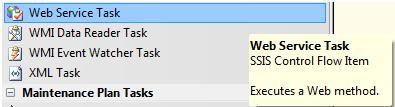 Web Service Task
WMI Data Reader Task
WMI Event Watcher Task
XML Task
Maintenance Plan Tasks
Web Service Task
SSIS Control Flow Item
Executes a Web method.